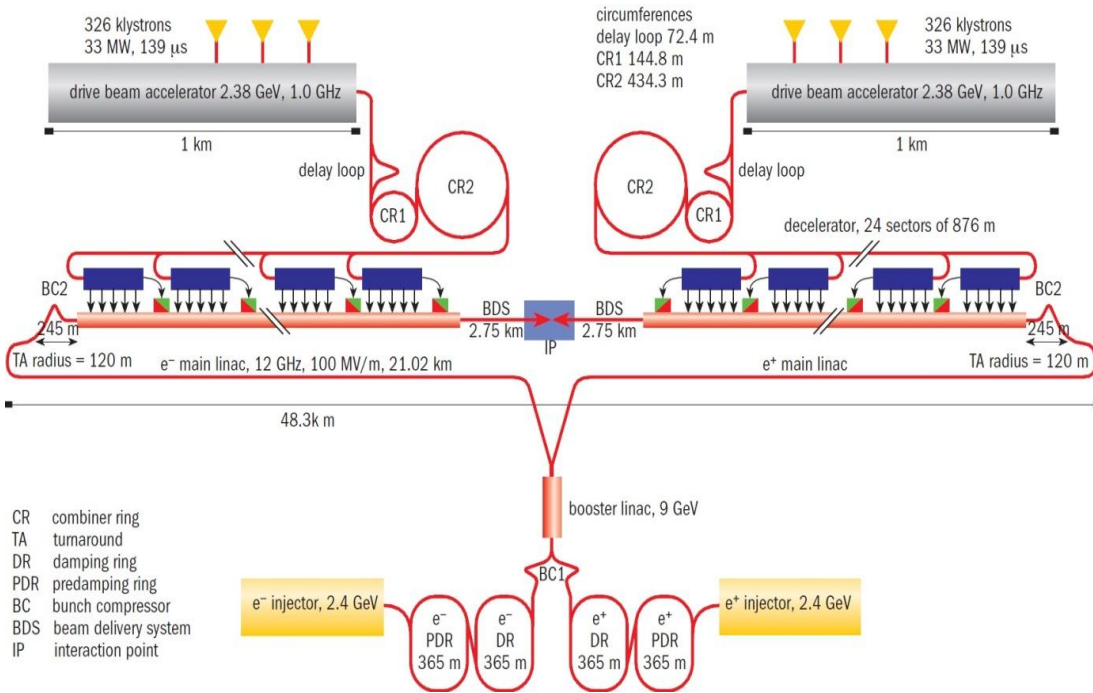 326 klystrons
33 MW, 139 μs
drive beam accelerator 2.38 GeV, 1.0 GHz
1 km
delay loop
CR1
CR2
circumferences
delay loop 72.4 m
CR1 144.8 m
CR2 434.3 m
326 klystrons
33 MW, 139 μs
drive beam accelerator 2.38 GeV, 1.0 GHz
1 km
delay loop
CR2
CR1
decelerator, 24 sectors of 876 m
BC2
245 m
TA radius = 120 m
BDS
2.75 km
IP
BDS
2.75 km
BC2
245 m
TA radius = 120 m
e⁻ main linac, 12 GHz, 100 MV/m, 21.02 km
e⁺ main linac
48.3k m
booster linac, 9 GeV
BC1
CR combiner ring
TA turnaround
DR damping ring
PDR predamping ring
BC bunch compressor
BDS beam delivery system
IP interaction point
e⁻ injector, 2.4 GeV
e⁻
PDR
365 m
e⁻
DR
365 m
e⁺
DR
365 m
e⁺
PDR
365 m
e⁺ injector, 2.4 GeV